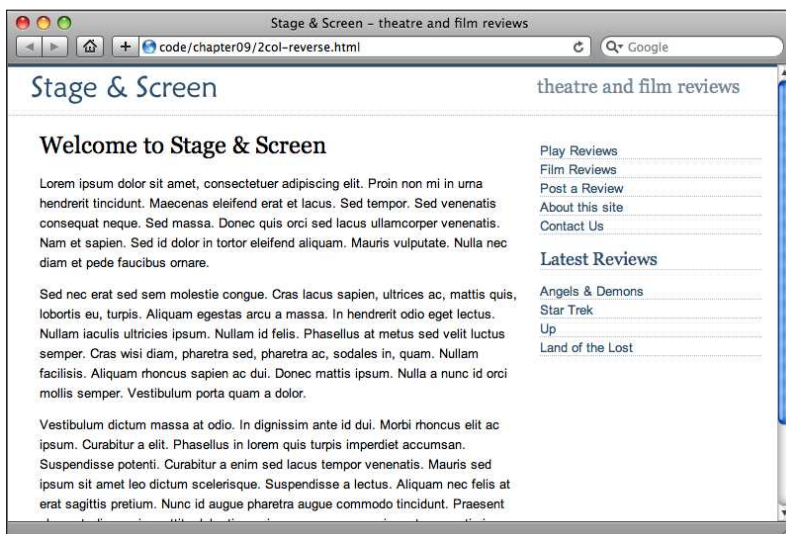 Stage & Screen – theatre and film reviews
code/chapter09/2col-reverse.html
Google
Stage & Screen
theatre and film reviews
Welcome to Stage & Screen
Lorem ipsum dolor sit amet, consectetuer adipiscing elit. Proin non mi in urna
hendrerit tincidunt. Maecenas eleifend erat et lacus. Sed tempor. Sed venenatis
consequat neque. Sed massa. Donec quis orci sed lacus ullamcorper venenatis.
Nam et sapien. Sed id dolor in tortor eleifend aliquam. Mauris vulputate. Nulla nec
diam et pede faucibus ornare.
Sed nec erat sed sem molestie congue. Cras lacus sapien, ultrices ac, mattis quis,
lobortis eu, turpis. Aliquam egestas arcu a massa. In hendrerit odio eget lectus.
Nullam iaculis ultricies ipsum. Nullam id felis. Phasellus at metus sed velit luctus
semper. Cras wisi diam, pharetra sed, pharetra ac, sodales in, quam. Nullam
facilisis. Aliquam rhoncus sapien ac dui. Donec mattis ipsum. Nulla a nunc id orci
mollis semper. Vestibulum porta quam a dolor.
Vestibulum dictum massa at odio. In dignissim ante id dui. Morbi rhoncus elit ac
ipsum. Curabitur a elit. Phasellus in lorem quis turpis imperdiet accumsan.
Suspendisse potenti. Curabitur a enim sed lacus tempor venenatis. Mauris sed
ipsum sit amet leo dictum scelerisque. Suspendisse a lectus. Aliquam nec felis at
erat sagittis pretium. Nunc id augue pharetra augue commodo tincidunt. Praesent
Play Reviews
Film Reviews
Post a Review
About this site
Contact Us
Latest Reviews
Angels & Demons
Star Trek
Up
Land of the Lost